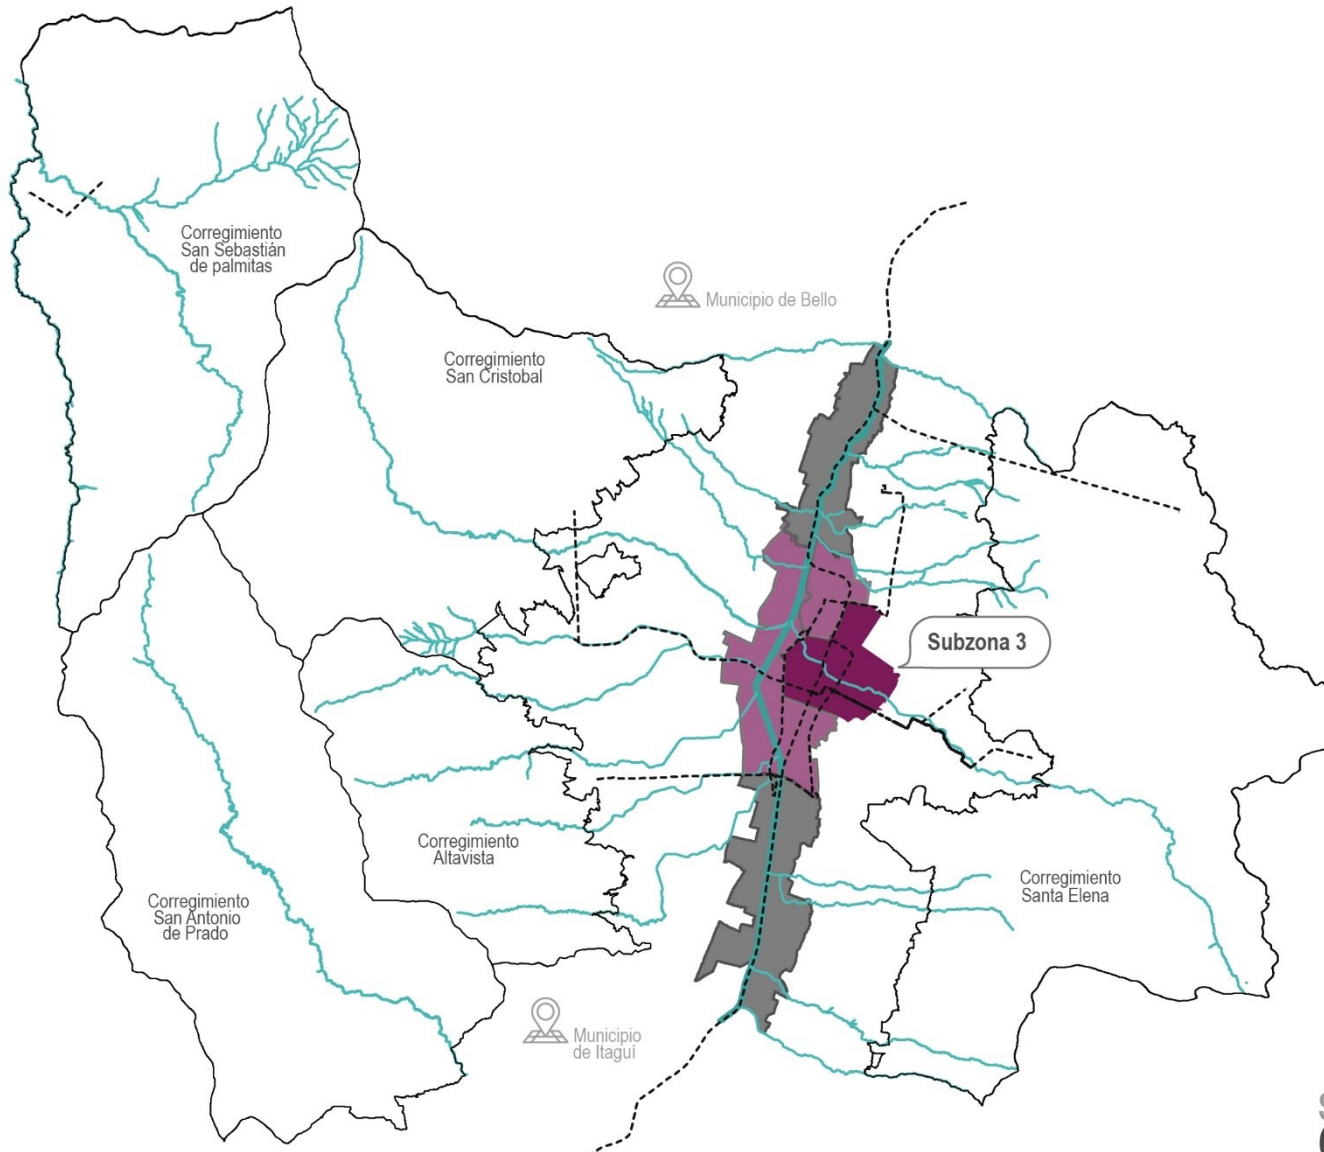 Corregimiento
San Sebastián
de palmitas
Municipio de Bello
Corregimiento
San Cristobal
Subzona 3
Corregimiento
Altavista
Corregimiento
Santa Elena
Corregimiento
San Antonio
de Prado
Municipio
de Itaguí